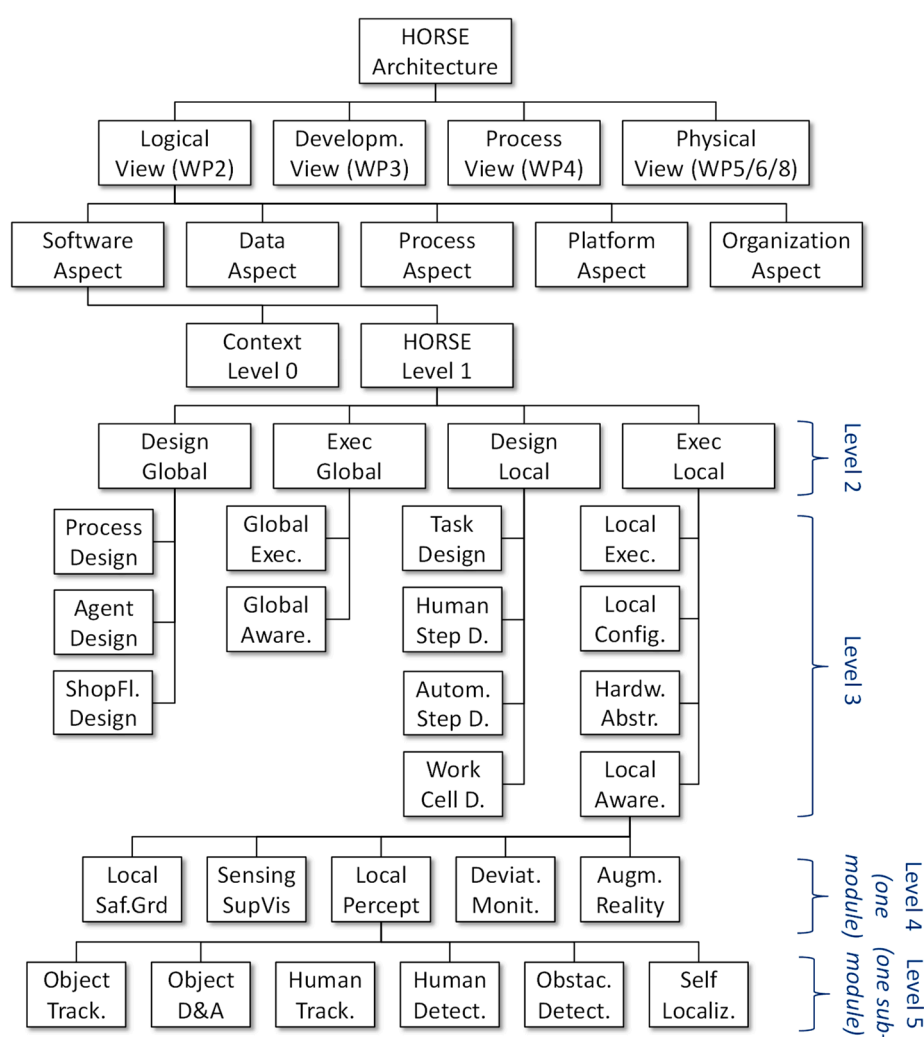 HORSE
Architecture
Logical
View (WP2)
Developm.
View (WP3)
Process
View (WP4)
Physical
View (WP5/6/8)
Software
Aspect
Data
Aspect
Process
Aspect
Platform
Aspect
Organization
Aspect
Context
Level 0
HORSE
Level 1
Design
Global
Exec
Global
Design
Local
Exec
Local
Level 2
Process
Design
Agent
Design
ShopFl.
Design
Global
Exec.
Global
Aware.
Task
Design
Human
Step D.
Autom.
Step D.
Work
Cell D.
Local
Exec.
Local
Config.
Hardw.
Abstr.
Local
Aware.
Level 3
Local
Saf.Grd
Sensing
SupVis
Local
Percept
Deviat.
Monit.
Augm.
Reality
Level 4
(one
module)
Object
Track.
Object
D&A
Human
Track.
Human
Detect.
Obstac.
Detect.
Self
Localiz.
Level 5
(one sub-
module)